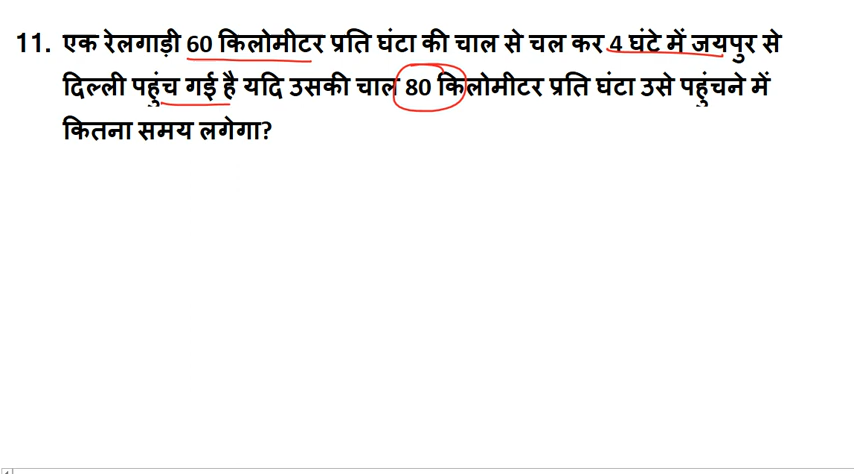 11. एक रेलगाड़ी 60 किलोमीटर प्रति घंटा की चाल से चल कर 4 घंटे में जयपुर से
दिल्ली पहुंच गई है यदि उसकी चाल 80 किलोमीटर प्रति घंटा उसे पहुंचने में
कितना समय लगेगा?